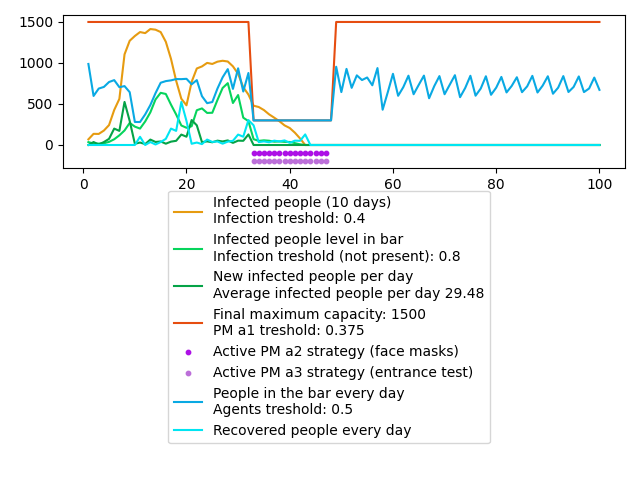 1500
1000
500
0
0 20 40 60 80 100
Infected people (10 days)
Infection treshold: 0.4
Infected people level in bar
Infection treshold (not present): 0.8
New infected people per day
Average infected people per day 29.48
Final maximum capacity: 1500
PM a1 treshold: 0.375
Active PM a2 strategy (face masks)
Active PM a3 strategy (entrance test)
People in the bar every day
Agents treshold: 0.5
Recovered people every day